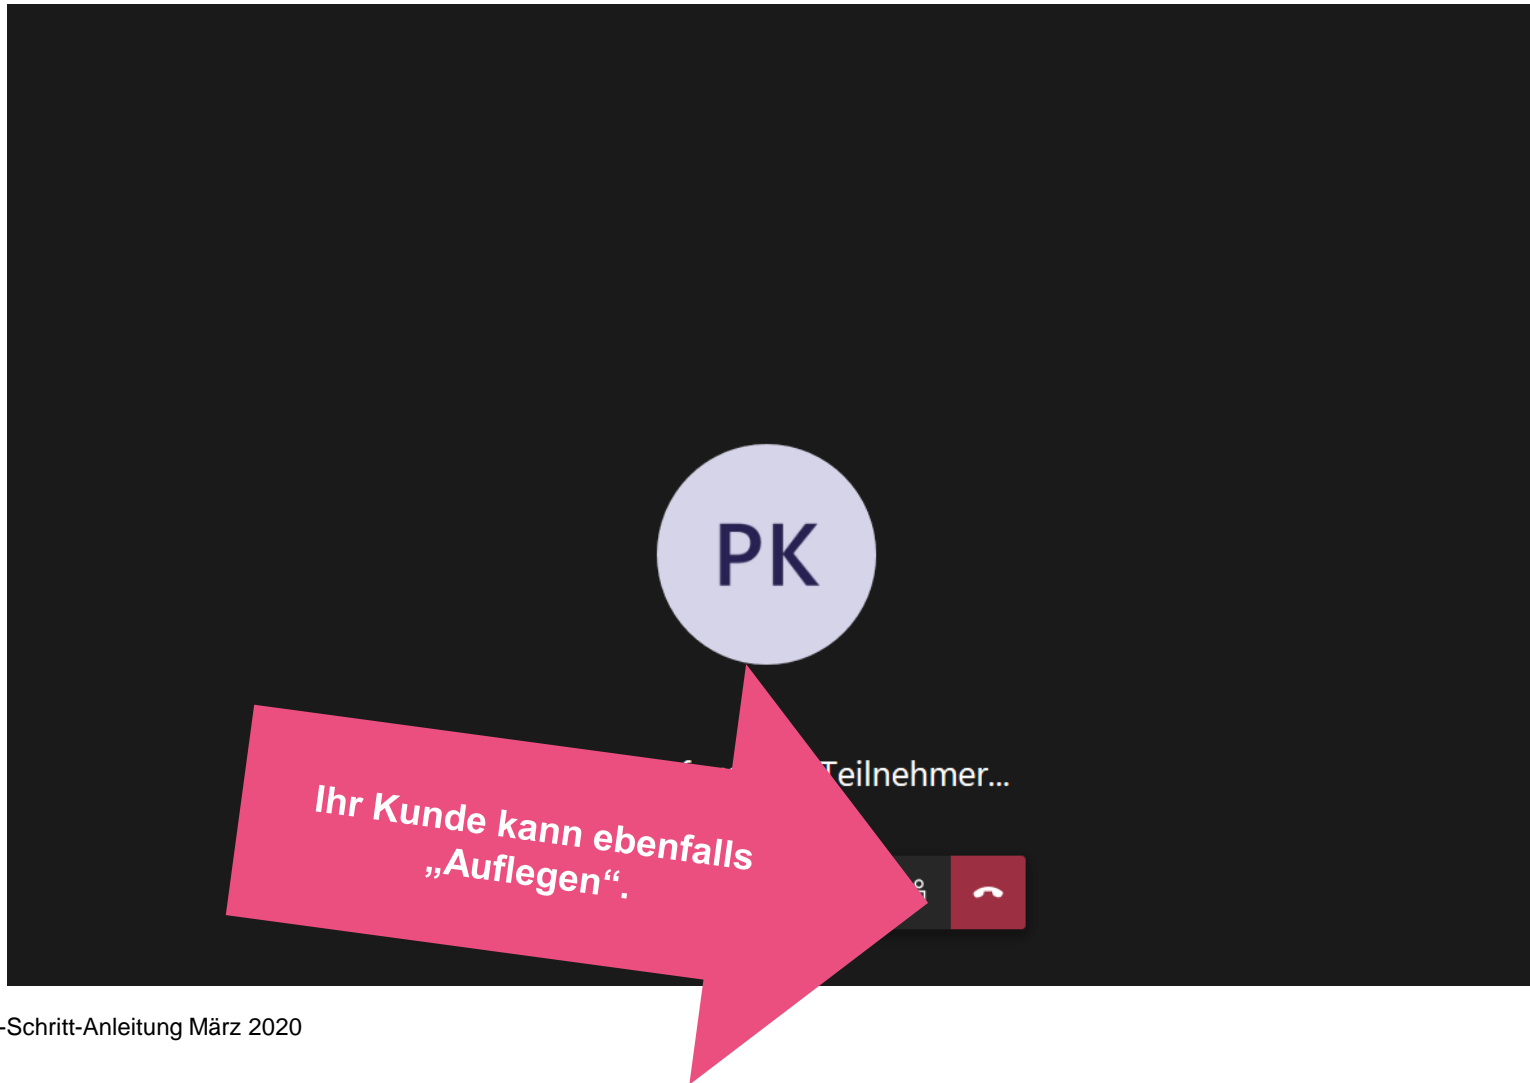 PK
Teilnehmer...
Ihr Kunde kann ebenfalls
„Auflegen“.
-Schritt-Anleitung März 2020